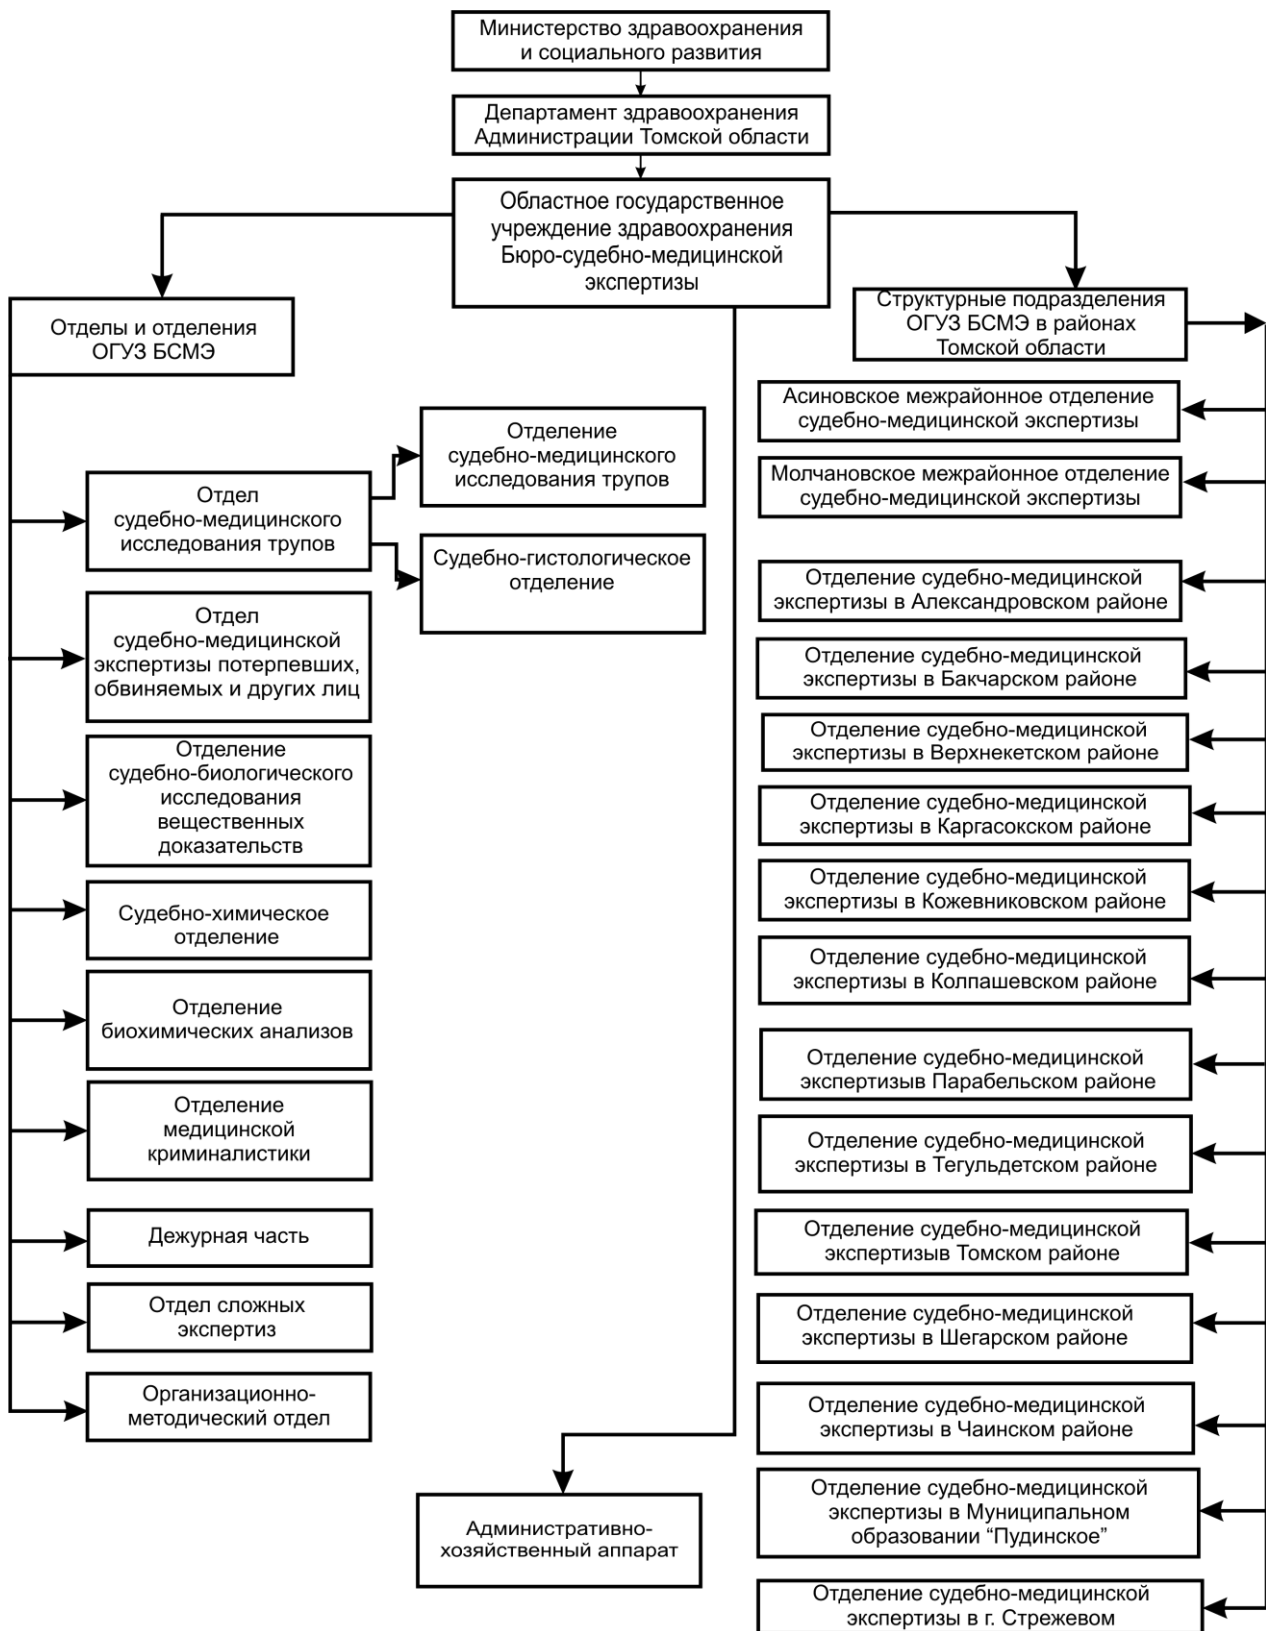 Министерство здравоохранения
и социального развития
Департамент здравоохранения
Администрации Томской области
Областное государственное
учреждение здравоохранения
Бюро-судебно-медицинской
экспертизы
Отделы и отделения
ОГУЗ БСМЭ
Отдел
судебно-медицинского
исследования трупов
Отделение
судебно-медицинского
исследования трупов
Судебно-гистологическое
отделение
Отдел
судебно-медицинской
экспертизы потерпевших,
обвиняемых и других лиц
Отделение
судебно-биологического
исследования
вещественных
доказательств
Судебно-химическое
отделение
Отделение
биохимических анализов
Отделение
медицинской
криминалистики
Дежурная часть
Отдел сложных
экспертиз
Организационно-
методический отдел
Административно-
хозяйственный аппарат
Структурные подразделения
ОГУЗ БСМЭ в районах
Томской области
Асиновское межрайонное отделение
судебно-медицинской экспертизы
Молчановское межрайонное отделение
судебно-медицинской экспертизы
Отделение судебно-медицинской
экспертизы в Александровском районе
Отделение судебно-медицинской
экспертизы в Бакчарском районе
Отделение судебно-медицинской
экспертизы в Верхнекетском районе
Отделение судебно-медицинской
экспертизы в Каргасокском районе
Отделение судебно-медицинской
экспертизы в Кожевниковском районе
Отделение судебно-медицинской
экспертизы в Колпашевском районе
Отделение судебно-медицинской
экспертизыв Парабельском районе
Отделение судебно-медицинской
экспертизы в Тегульдетском районе
Отделение судебно-медицинской
экспертизыв Томском районе
Отделение судебно-медицинской
экспертизы в Шегарском районе
Отделение судебно-медицинской
экспертизы в Чаинском районе
Отделение судебно-медицинской
экспертизы в Муниципальном
образовании “Пудинское”
Отделение судебно-медицинской
экспертизы в г. Стрежевом